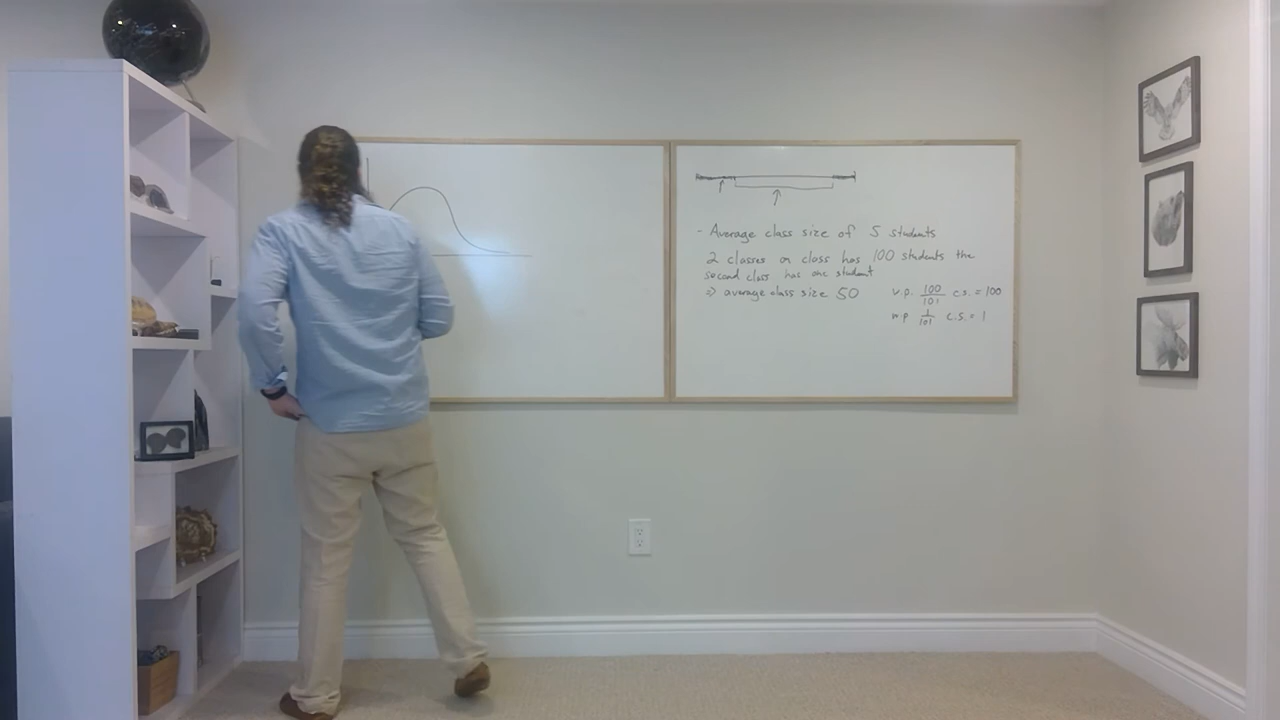 - Average class size of 5 students
2 classes on class has 100 students the
second class has one student
⇒ average class size 50
w.p. 100/101 c.s. = 100
w.p 1/101 c.s. = 1